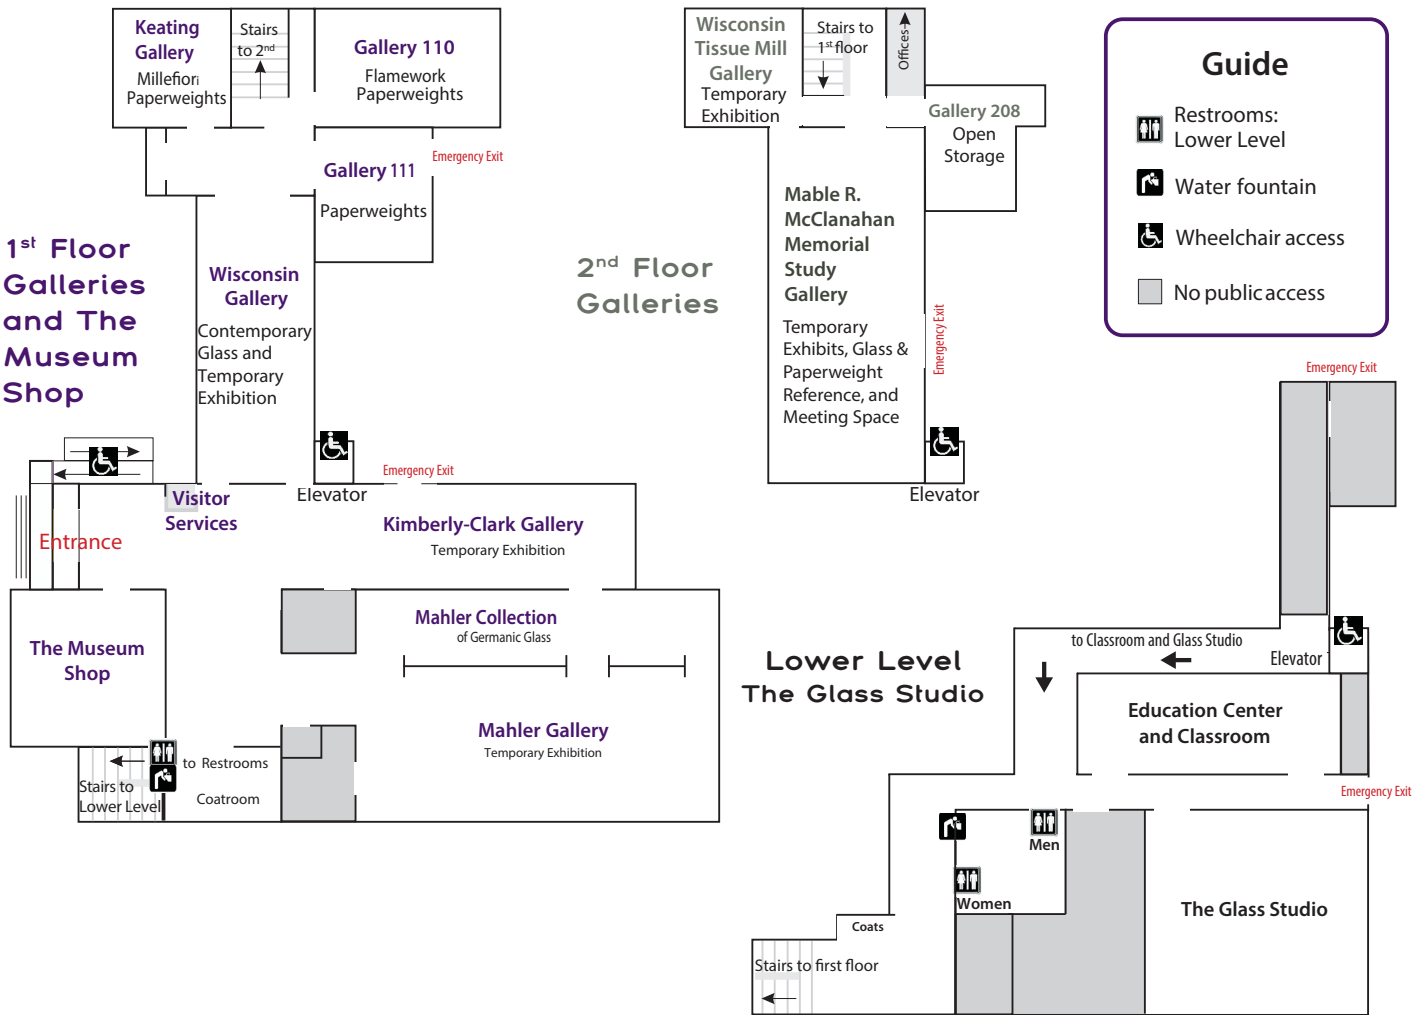 Keating
Gallery
Millefiori
Paperweights
Stairs
to 2nd
Gallery 110
Flamework
Paperweights
Gallery 111
Emergency Exit
Paperweights
1st Floor
Galleries
and The
Museum
Shop
Wisconsin
Gallery
Contemporary
Glass and
Temporary
Exhibition
Elevator
Emergency Exit
Visitor
Services
Entrance
Kimberly-Clark Gallery
Temporary Exhibition
The Museum
Shop
Mahler Collection
of Germanic Glass
Mahler Gallery
Temporary Exhibition
to Restrooms
Stairs to
Lower Level
Coatroom
Wisconsin
Tissue Mill
Gallery
Temporary
Exhibition
Stairs to
1st floor
Offices
Gallery 208
Open
Storage
2nd Floor
Galleries
Mable R.
McClanahan
Memorial
Study
Gallery
Temporary
Exhibits, Glass &
Paperweight
Reference, and
Meeting Space
Emergency Exit
Elevator
Guide
Restrooms:
Lower Level
Water fountain
Wheelchair access
No public access
Lower Level
The Glass Studio
Emergency Exit
to Classroom and Glass Studio
Elevator
Education Center
and Classroom
Emergency Exit
Men
Women
The Glass Studio
Coats
Stairs to first floor